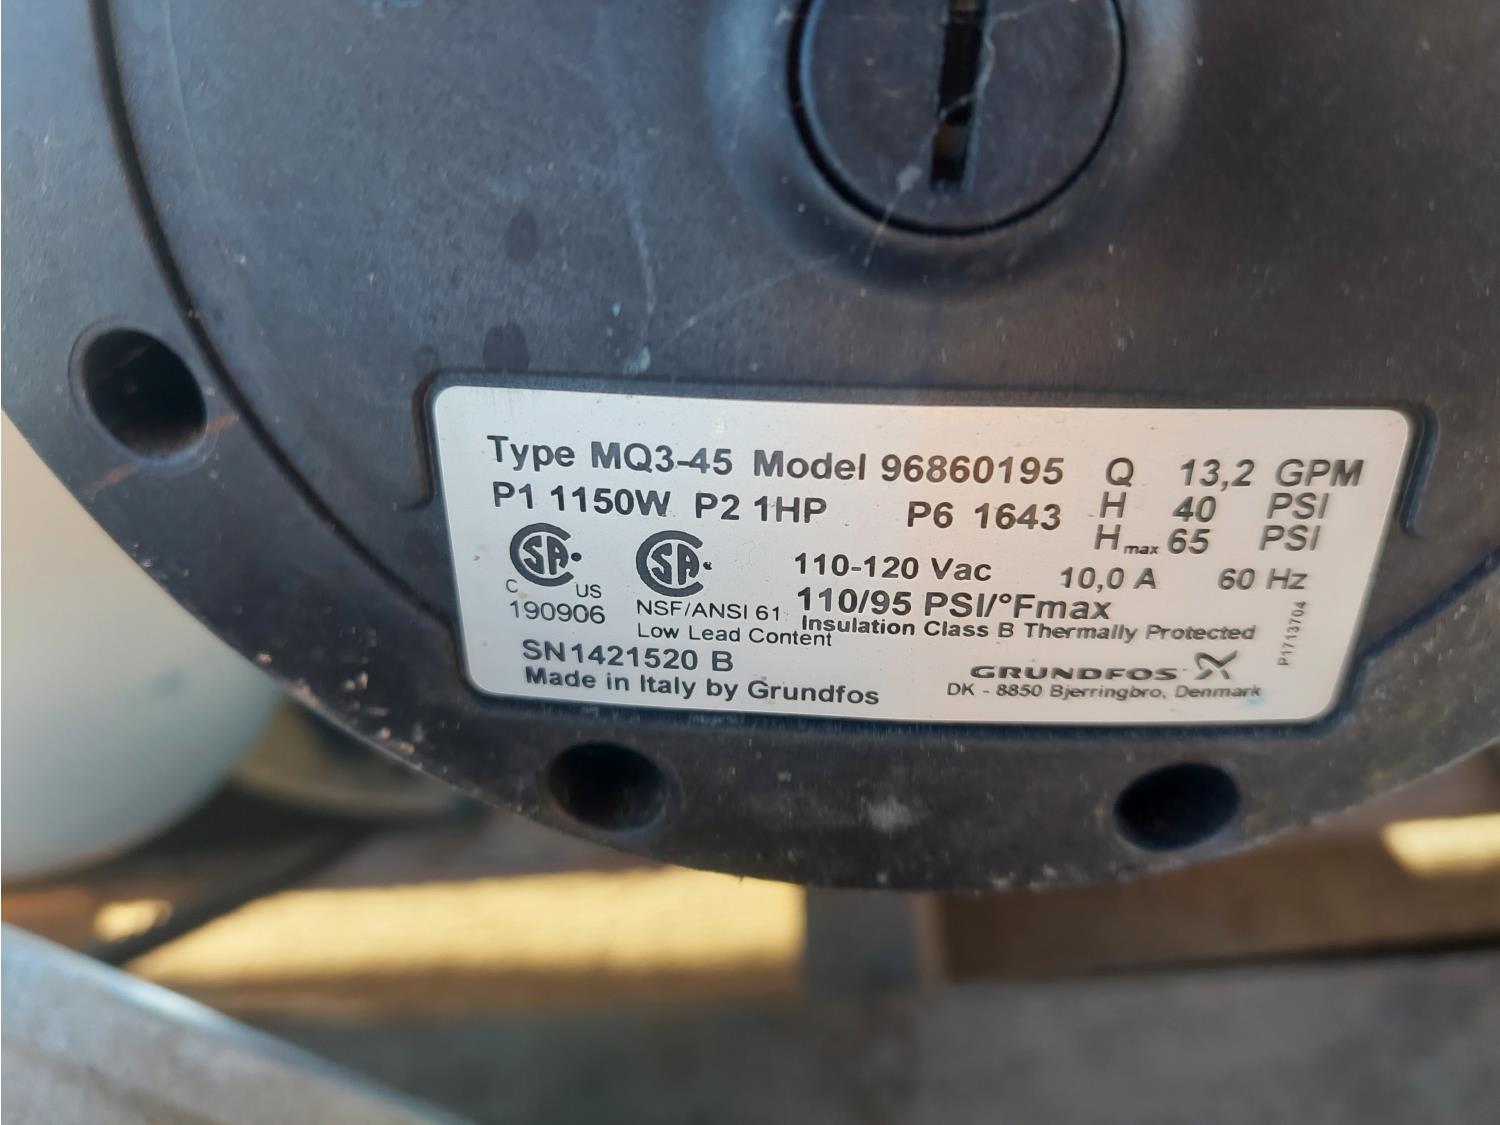 Type MQ3-45 Model 96860195 Q 13,2 GPM
P1 1150W P2 1HP P6 1643 H 40 PSI
Hmax 65 PSI
SA SA 110-120 Vac 10,0 A 60 Hz
C US NSF/ANSI 61 110/95 PSI/°Fmax
190906 Low Lead Content Insulation Class B Thermally Protected
SN1421520 B GRUNDFOS
Made in Italy by Grundfos DK - 8850 Bjerringbro, Denmark
P1713704